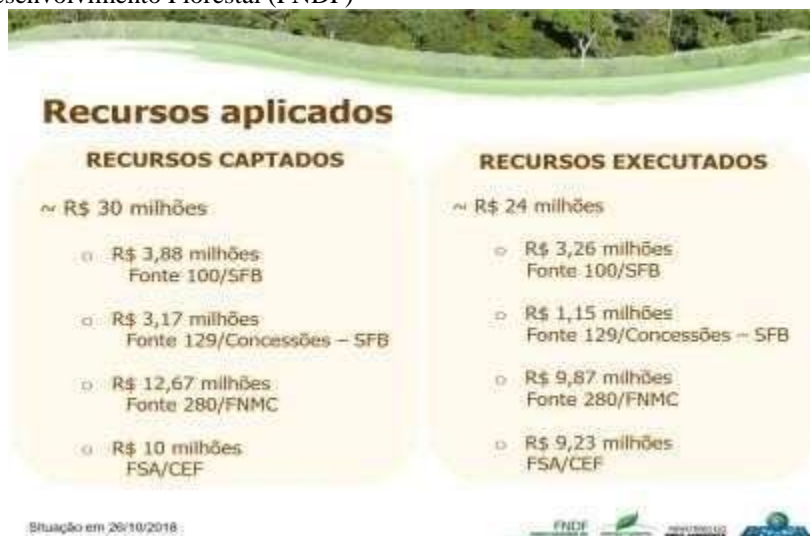 Recursos aplicados
RECURSOS CAPTADOS
~ R$ 30 milhões
o R$ 3,88 milhões
Fonte 100/SFB
o R$ 3,17 milhões
Fonte 129/Concessões – SFB
o R$ 12,67 milhões
Fonte 280/FNMC
o R$ 10 milhões
FSA/CEF
RECURSOS EXECUTADOS
~ R$ 24 milhões
o R$ 3,26 milhões
Fonte 100/SFB
o R$ 1,15 milhões
Fonte 129/Concessões – SFB
o R$ 9,87 milhões
Fonte 280/FNMC
o R$ 9,23 milhões
FSA/CEF
Situação em 26/10/2018
FNDF